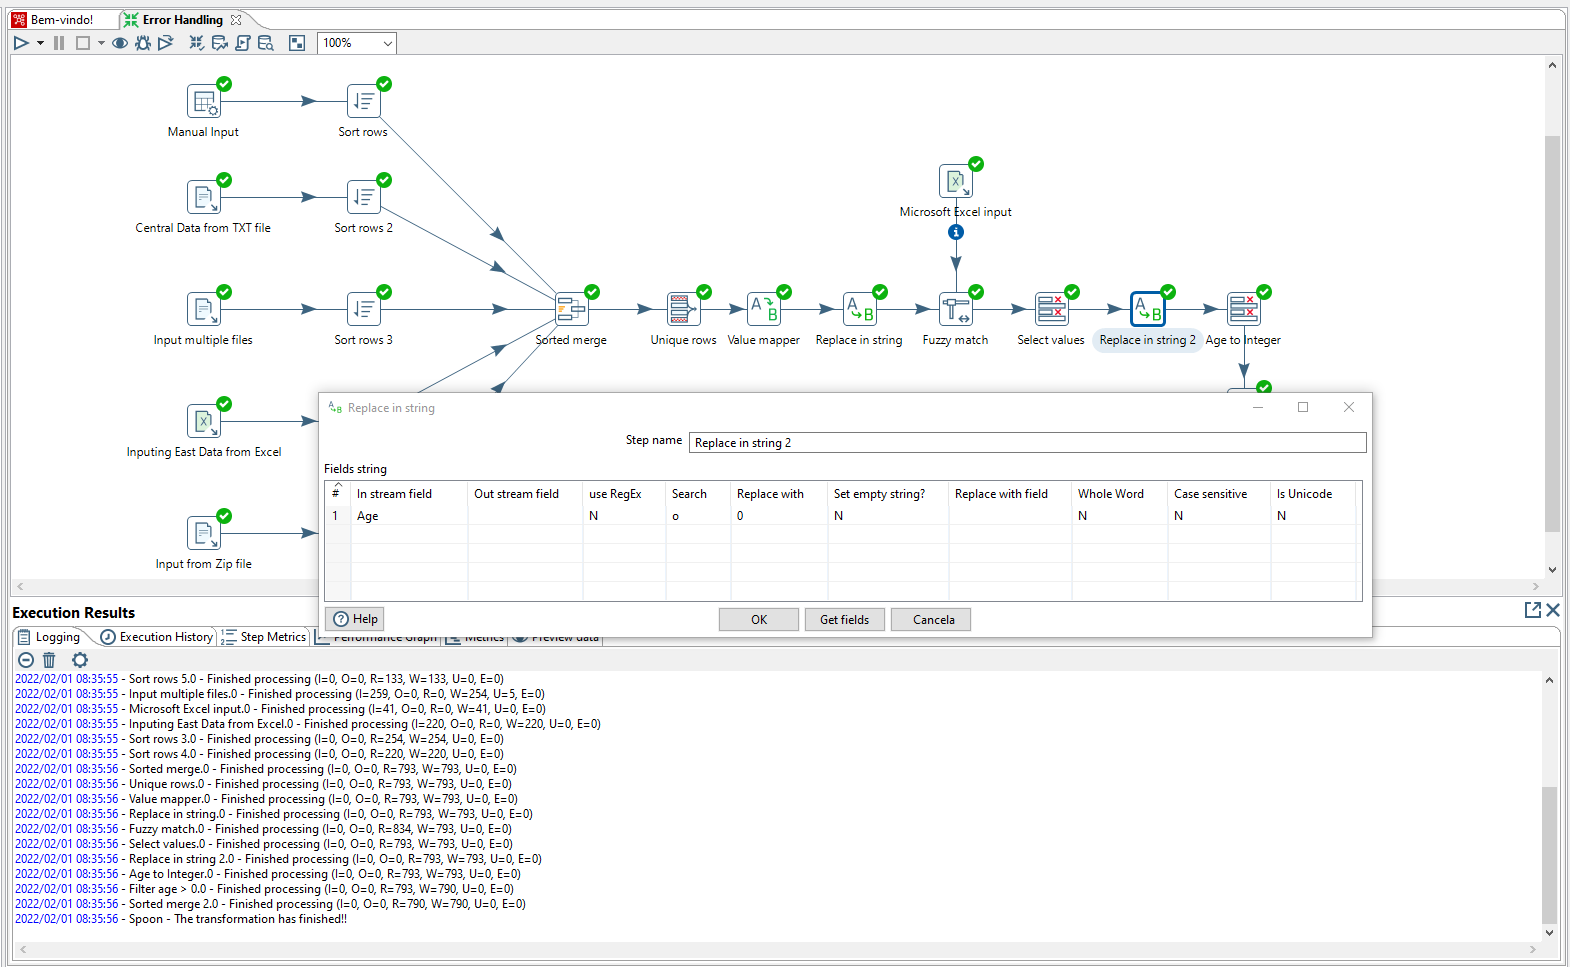 Bem-vindo!
Error Handling
100%
Manual Input
Sort rows
Central Data from TXT file
Sort rows 2
Microsoft Excel input
Input multiple files
Sort rows 3
Sorted merge
Unique rows
Value mapper
Replace in string
Fuzzy match
Select values
Replace in string 2
Age to Integer
Inputing East Data from Excel
Input from Zip file
Replace in string
Step name
Replace in string 2
Fields string
# In stream field Out stream field use RegEx Search Replace with Set empty string? Replace with field Whole Word Case sensitive Is Unicode
1 Age N o 0 N N N N
Help
OK
Get fields
Cancela
Execution Results
Logging
Execution History
Step Metrics
Performance Graph
Metrics
Preview data
2022/02/01 08:35:55 - Sort rows 5.0 - Finished processing (I=0, O=0, R=133, W=133, U=0, E=0)
2022/02/01 08:35:55 - Input multiple files.0 - Finished processing (I=259, O=0, R=0, W=254, U=5, E=0)
2022/02/01 08:35:55 - Microsoft Excel input.0 - Finished processing (I=41, O=0, R=0, W=41, U=0, E=0)
2022/02/01 08:35:55 - Inputing East Data from Excel.0 - Finished processing (I=220, O=0, R=0, W=220, U=0, E=0)
2022/02/01 08:35:55 - Sort rows 3.0 - Finished processing (I=0, O=0, R=254, W=254, U=0, E=0)
2022/02/01 08:35:55 - Sort rows 4.0 - Finished processing (I=0, O=0, R=220, W=220, U=0, E=0)
2022/02/01 08:35:56 - Sorted merge.0 - Finished processing (I=0, O=0, R=793, W=793, U=0, E=0)
2022/02/01 08:35:56 - Unique rows.0 - Finished processing (I=0, O=0, R=793, W=793, U=0, E=0)
2022/02/01 08:35:56 - Value mapper.0 - Finished processing (I=0, O=0, R=793, W=793, U=0, E=0)
2022/02/01 08:35:56 - Replace in string.0 - Finished processing (I=0, O=0, R=793, W=793, U=0, E=0)
2022/02/01 08:35:56 - Fuzzy match.0 - Finished processing (I=0, O=0, R=834, W=793, U=0, E=0)
2022/02/01 08:35:56 - Select values.0 - Finished processing (I=0, O=0, R=793, W=793, U=0, E=0)
2022/02/01 08:35:56 - Replace in string 2.0 - Finished processing (I=0, O=0, R=793, W=793, U=0, E=0)
2022/02/01 08:35:56 - Age to Integer.0 - Finished processing (I=0, O=0, R=793, W=793, U=0, E=0)
2022/02/01 08:35:56 - Filter age > 0.0 - Finished processing (I=0, O=0, R=793, W=790, U=0, E=0)
2022/02/01 08:35:56 - Sorted merge 2.0 - Finished processing (I=0, O=0, R=790, W=790, U=0, E=0)
2022/02/01 08:35:56 - Spoon - The transformation has finished!!